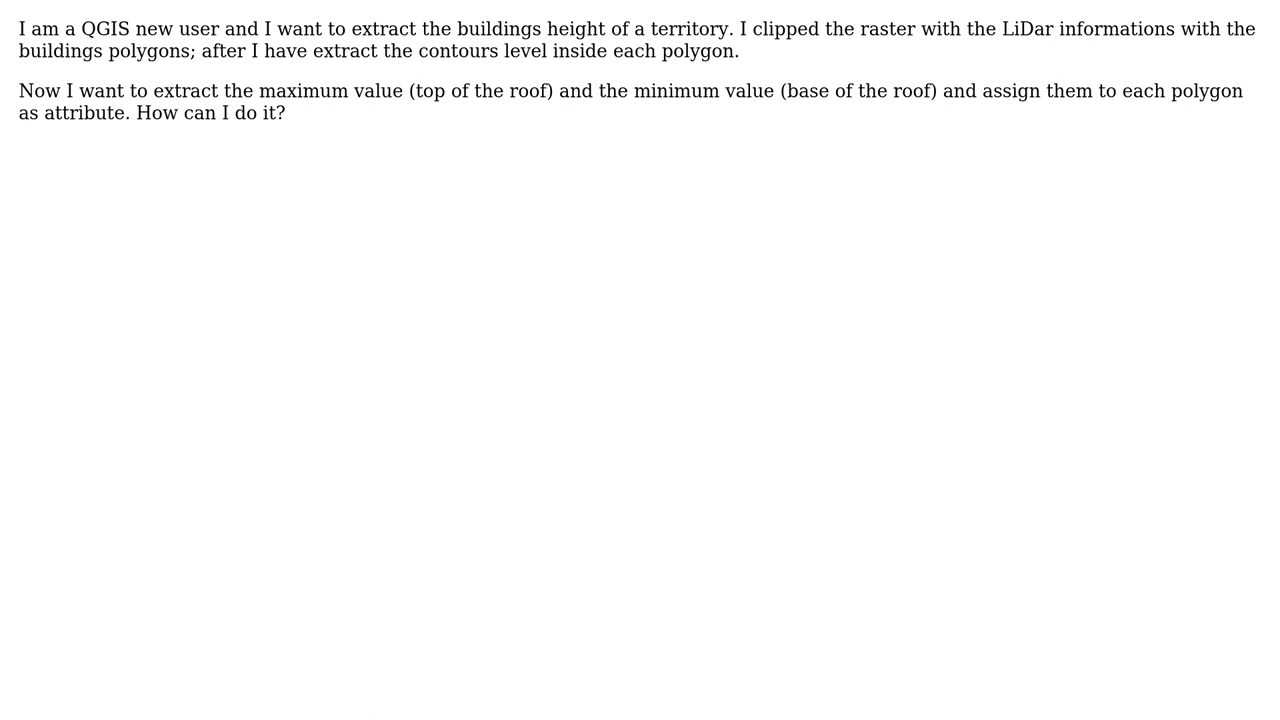 I am a QGIS new user and I want to extract the buildings height of a territory. I clipped the raster with the LiDar informations with the
buildings polygons; after I have extract the contours level inside each polygon.
Now I want to extract the maximum value (top of the roof) and the minimum value (base of the roof) and assign them to each polygon
as attribute. How can I do it?